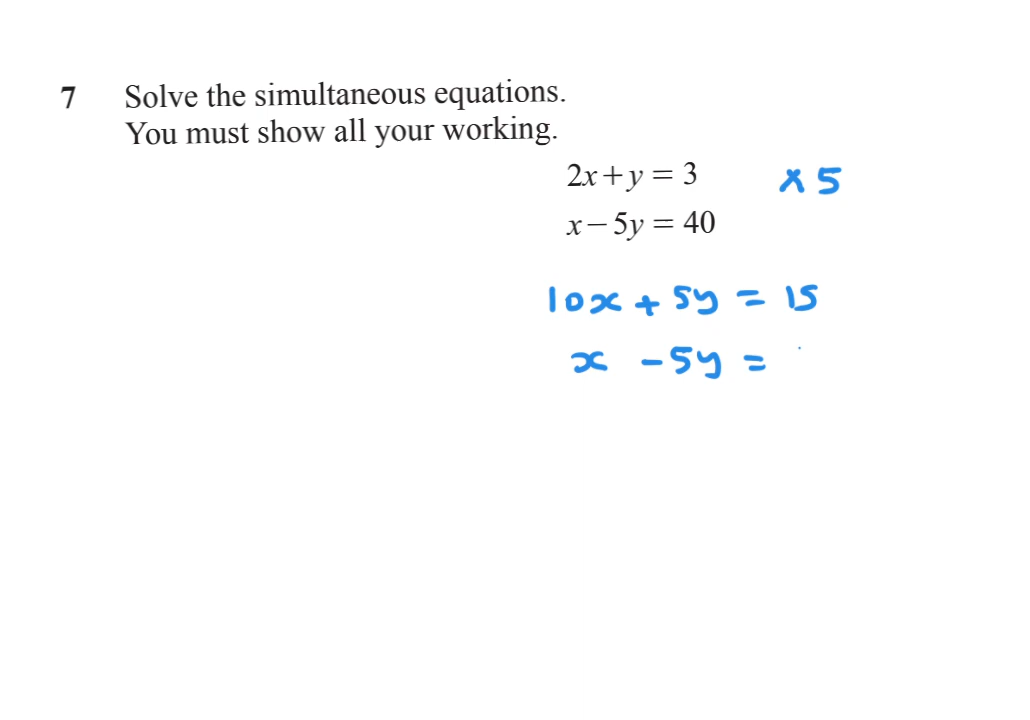 7 Solve the simultaneous equations.
You must show all your working.
2x + y = 3 × 5
x − 5y = 40
10x + 5y = 15
x − 5y =